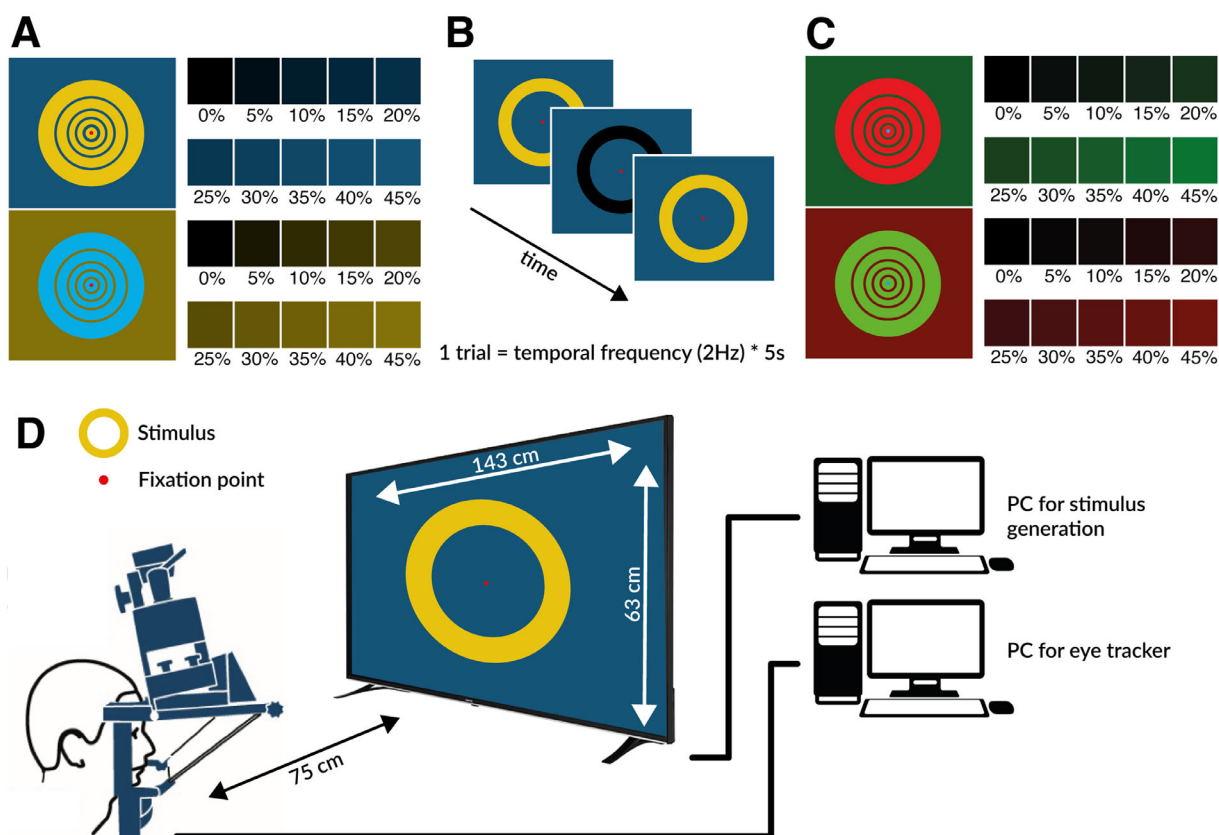 A
0% 5% 10% 15% 20%
25% 30% 35% 40% 45%
0% 5% 10% 15% 20%
25% 30% 35% 40% 45%
B
time
1 trial = temporal frequency (2Hz) * 5s
C
0% 5% 10% 15% 20%
25% 30% 35% 40% 45%
0% 5% 10% 15% 20%
25% 30% 35% 40% 45%
D
Stimulus
Fixation point
143 cm
63 cm
75 cm
PC for stimulus
generation
PC for eye tracker